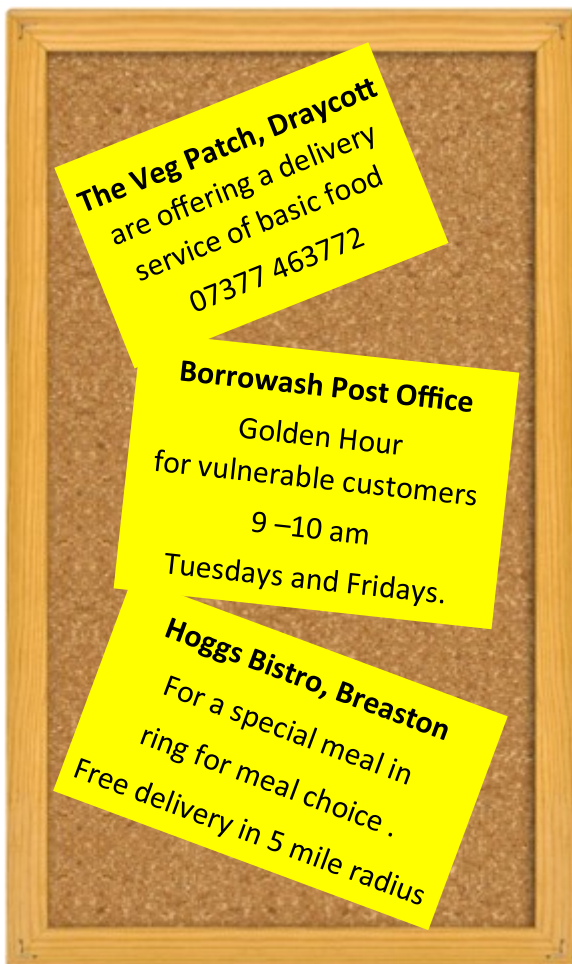 The Veg Patch, Draycott
are offering a delivery
service of basic food
07377 463772
Borrowash Post Office
Golden Hour
for vulnerable customers
9 –10 am
Tuesdays and Fridays.
Hoggs Bistro, Breaston
For a special meal in
ring for meal choice .
Free delivery in 5 mile radius